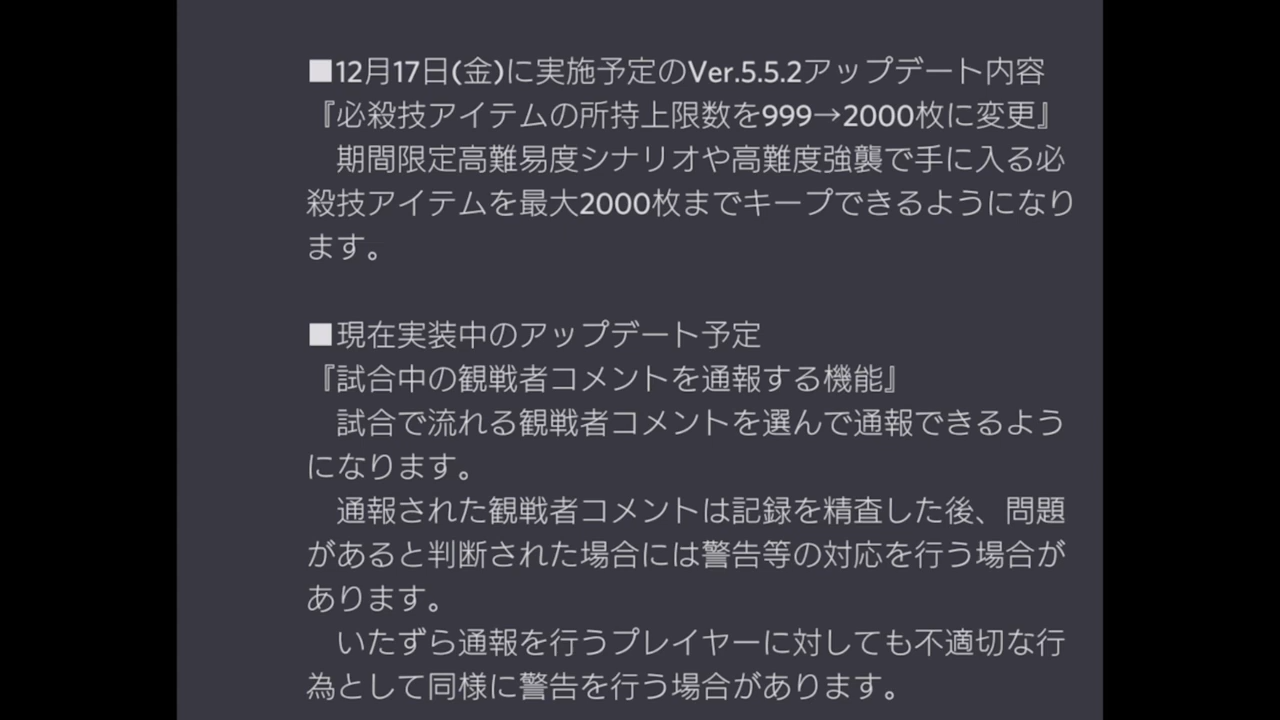 ■12月17日(金)に実施予定のVer.5.5.2アップデート内容
『必殺技アイテムの所持上限数を999→2000枚に変更』
　期間限定高難易度シナリオや高難度強襲で手に入る必
殺技アイテムを最大2000枚までキープできるようになり
ます。
■現在実装中のアップデート予定
『試合中の観戦者コメントを通報する機能』
　試合で流れる観戦者コメントを選んで通報できるよう
になります。
　通報された観戦者コメントは記録を精査した後、問題
があると判断された場合には警告等の対応を行う場合が
あります。
　いたずら通報を行うプレイヤーに対しても不適切な行
為として同様に警告を行う場合があります。